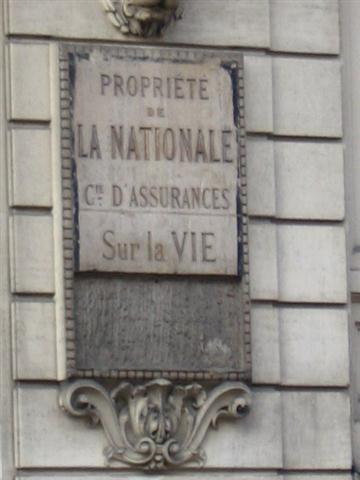 PROPRIÉTÉ
DE
LA NATIONALE
CIE D'ASSURANCES
Sur la VIE